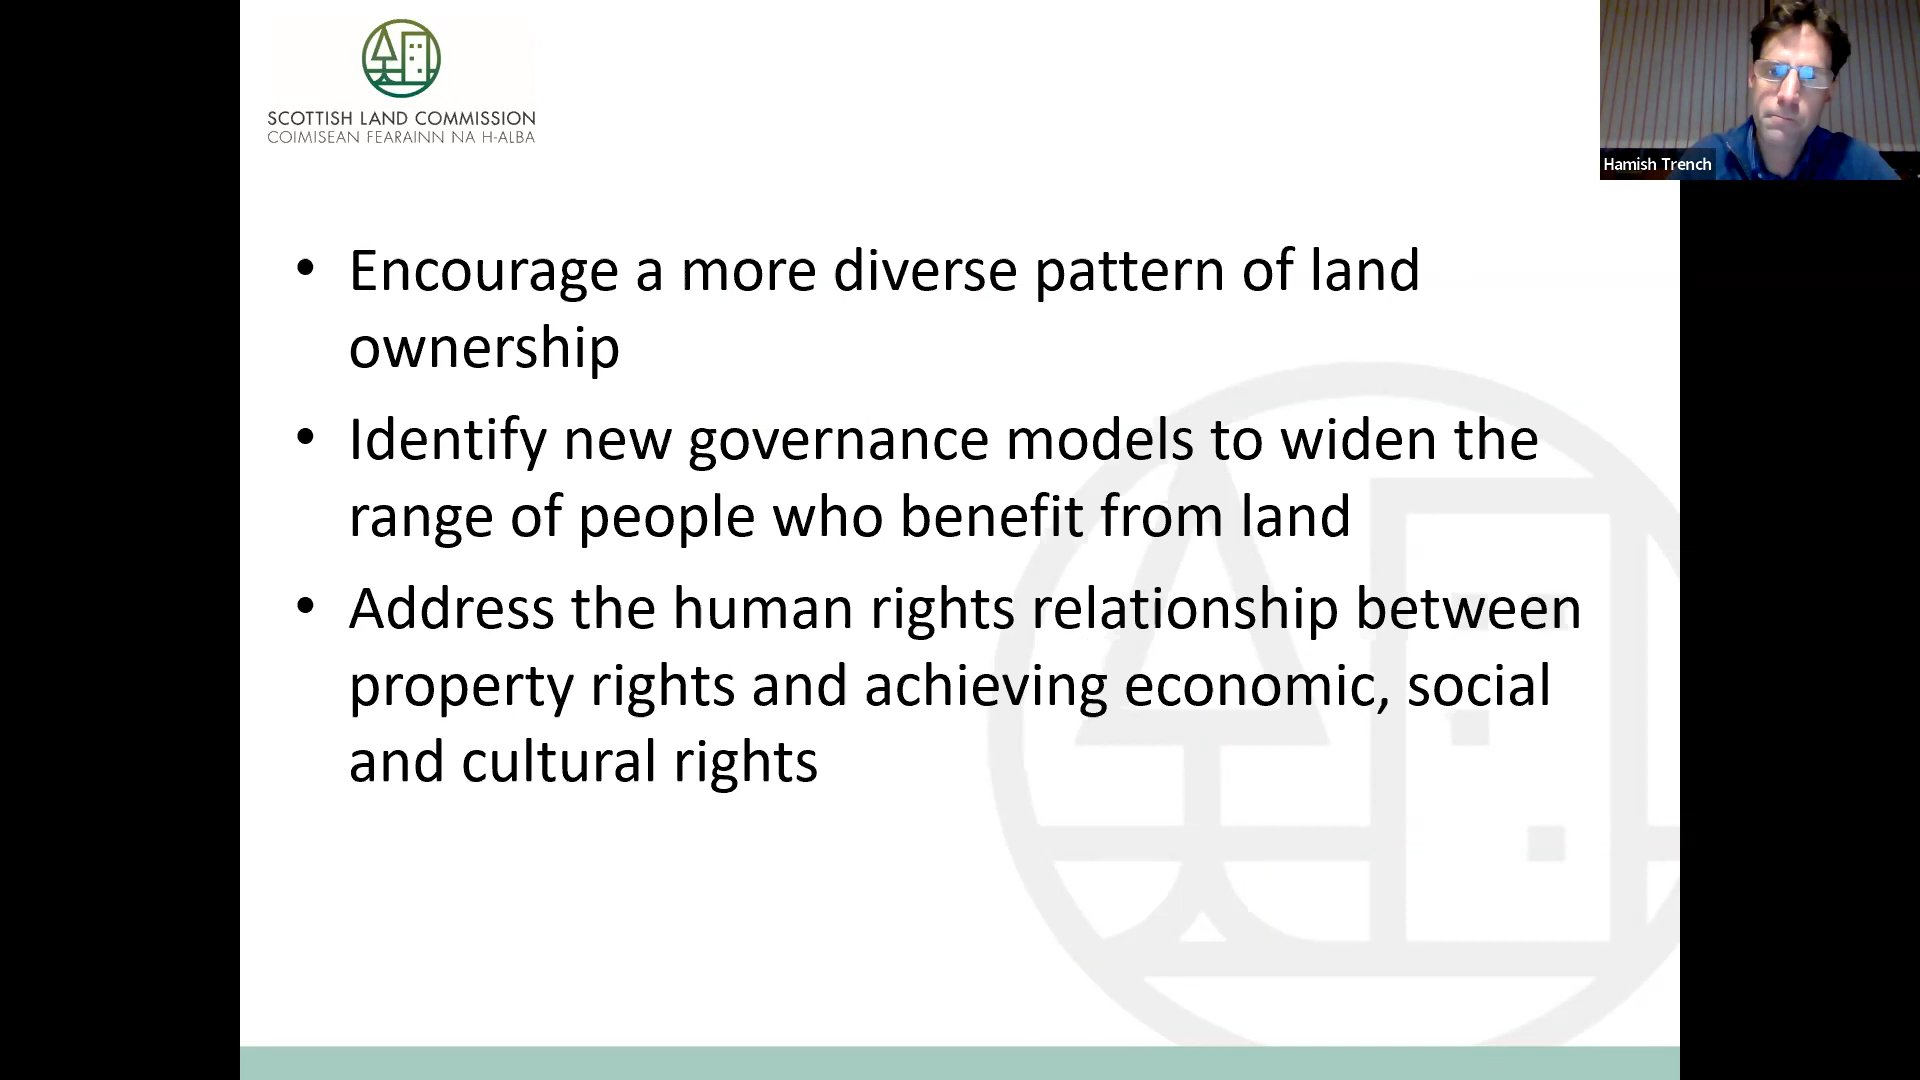 SCOTTISH LAND COMMISSION
COIMISEAN FEARAINN NA H-ALBA
Hamish Trench
• Encourage a more diverse pattern of land
ownership
• Identify new governance models to widen the
range of people who benefit from land
• Address the human rights relationship between
property rights and achieving economic, social
and cultural rights